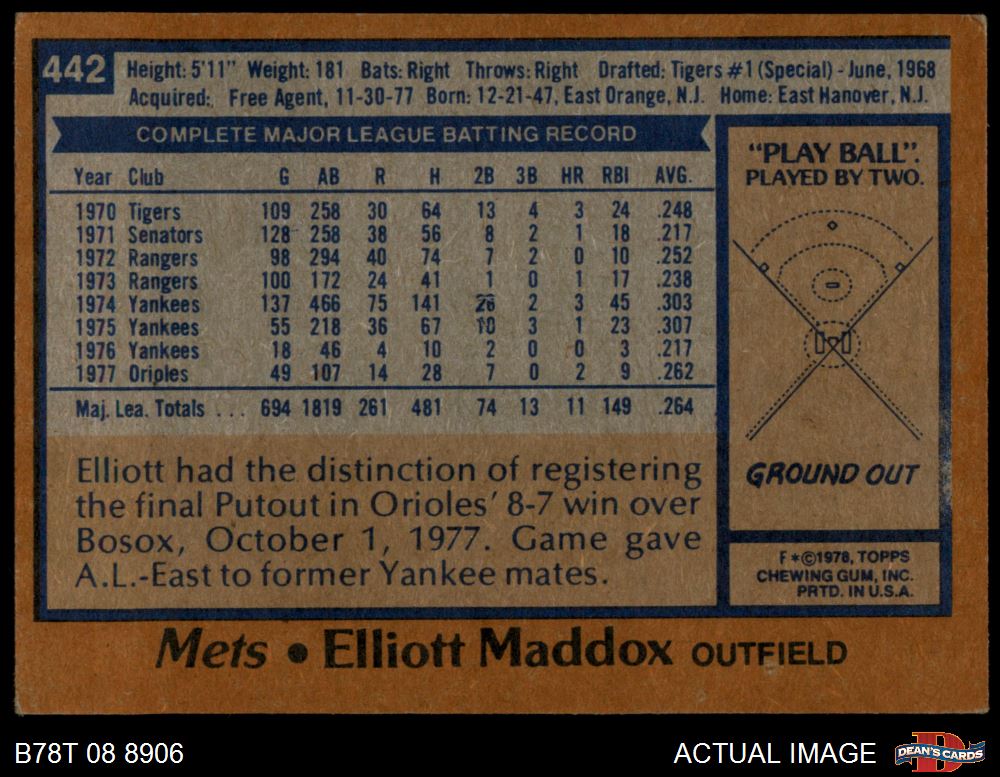 442
Height: 5'11" Weight: 181 Bats: Right Throws: Right Drafted: Tigers #1 (Special) - June, 1968
Acquired: Free Agent, 11-30-77 Born: 12-21-47, East Orange, N.J. Home: East Hanover, N.J.
COMPLETE MAJOR LEAGUE BATTING RECORD
Year Club G AB R H 2B 3B HR RBI AVG.
1970 Tigers 109 258 30 64 13 4 3 24 .248
1971 Senators 128 258 38 56 8 2 1 18 .217
1972 Rangers 98 294 40 74 7 2 0 10 .252
1973 Rangers 100 172 24 41 1 0 1 17 .238
1974 Yankees 137 466 75 141 26 2 3 45 .303
1975 Yankees 55 218 36 67 10 3 1 23 .307
1976 Yankees 18 46 4 10 2 0 0 3 .217
1977 Orioles 49 107 14 28 7 0 2 9 .262
Maj. Lea. Totals ... 694 1819 261 481 74 13 11 149 .264
Elliott had the distinction of registering
the final Putout in Orioles' 8-7 win over
Bosox, October 1, 1977. Game gave
A.L.-East to former Yankee mates.
"PLAY BALL".
PLAYED BY TWO.
GROUND OUT
F*©1978, TOPPS
CHEWING GUM, INC.
PRTD. IN U.S.A.
Mets • Elliott Maddox OUTFIELD
B78T 08 8906
ACTUAL IMAGE
D
DEAN'S CARDS